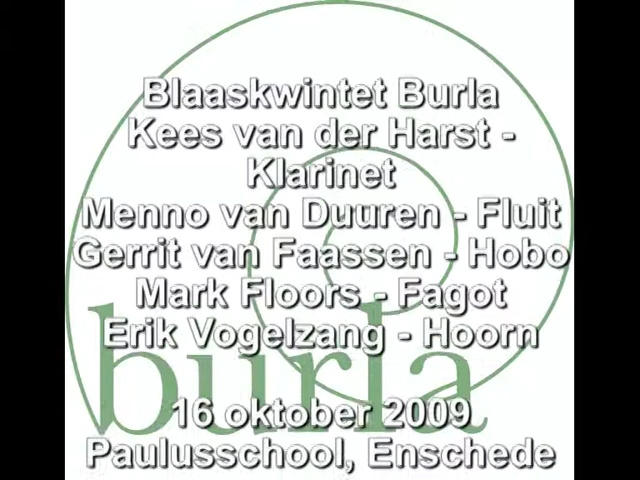 Blaaskwintet Burla
Kees van der Harst -
Klarinet
Menno van Duuren - Fluit
Gerrit van Faassen - Hobo
Mark Floors - Fagot
Erik Vogelzang - Hoorn
burla
16 oktober 2009
Paulusschool, Enschede